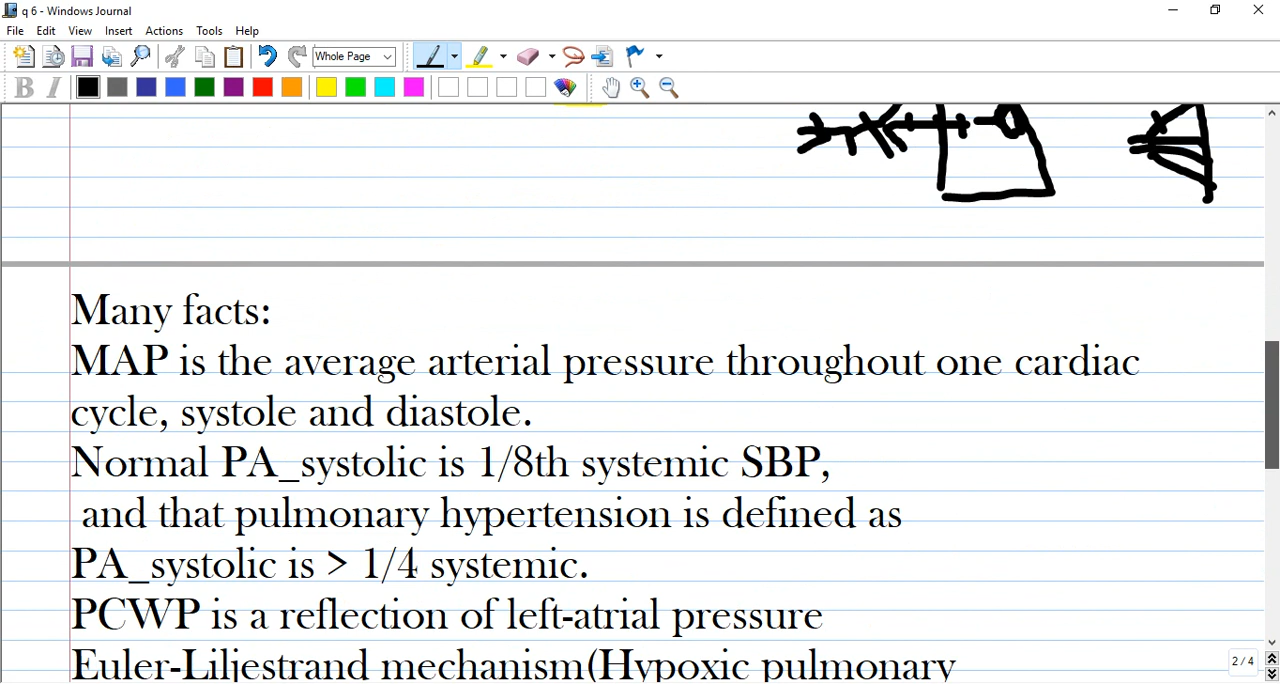 q 6 - Windows Journal
File Edit View Insert Actions Tools Help
Whole Page
B I
Many facts:
MAP is the average arterial pressure throughout one cardiac
cycle, systole and diastole.
Normal PA_systolic is 1/8th systemic SBP,
and that pulmonary hypertension is defined as
PA_systolic is > 1/4 systemic.
PCWP is a reflection of left-atrial pressure
Euler-Liljestrand mechanism(Hypoxic pulmonary
2 / 4